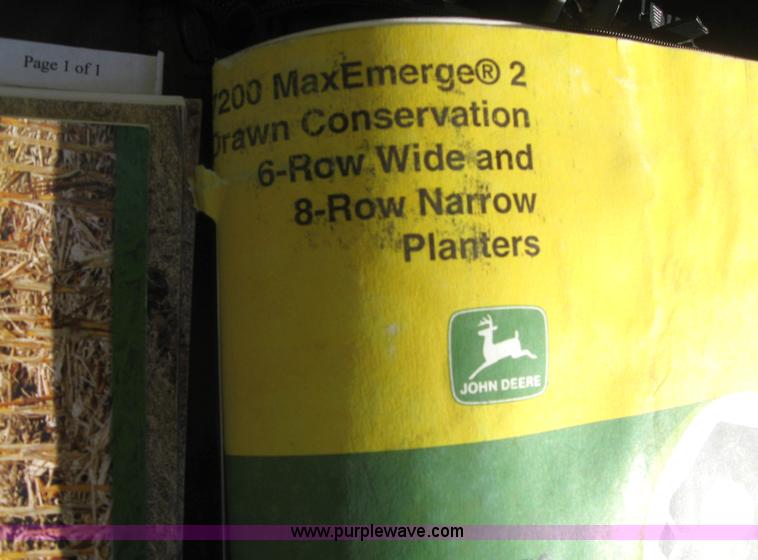 Page 1 of 1
7200 MaxEmerge® 2
Drawn Conservation
6-Row Wide and
8-Row Narrow
Planters
JOHN DEERE
www.purplewave.com